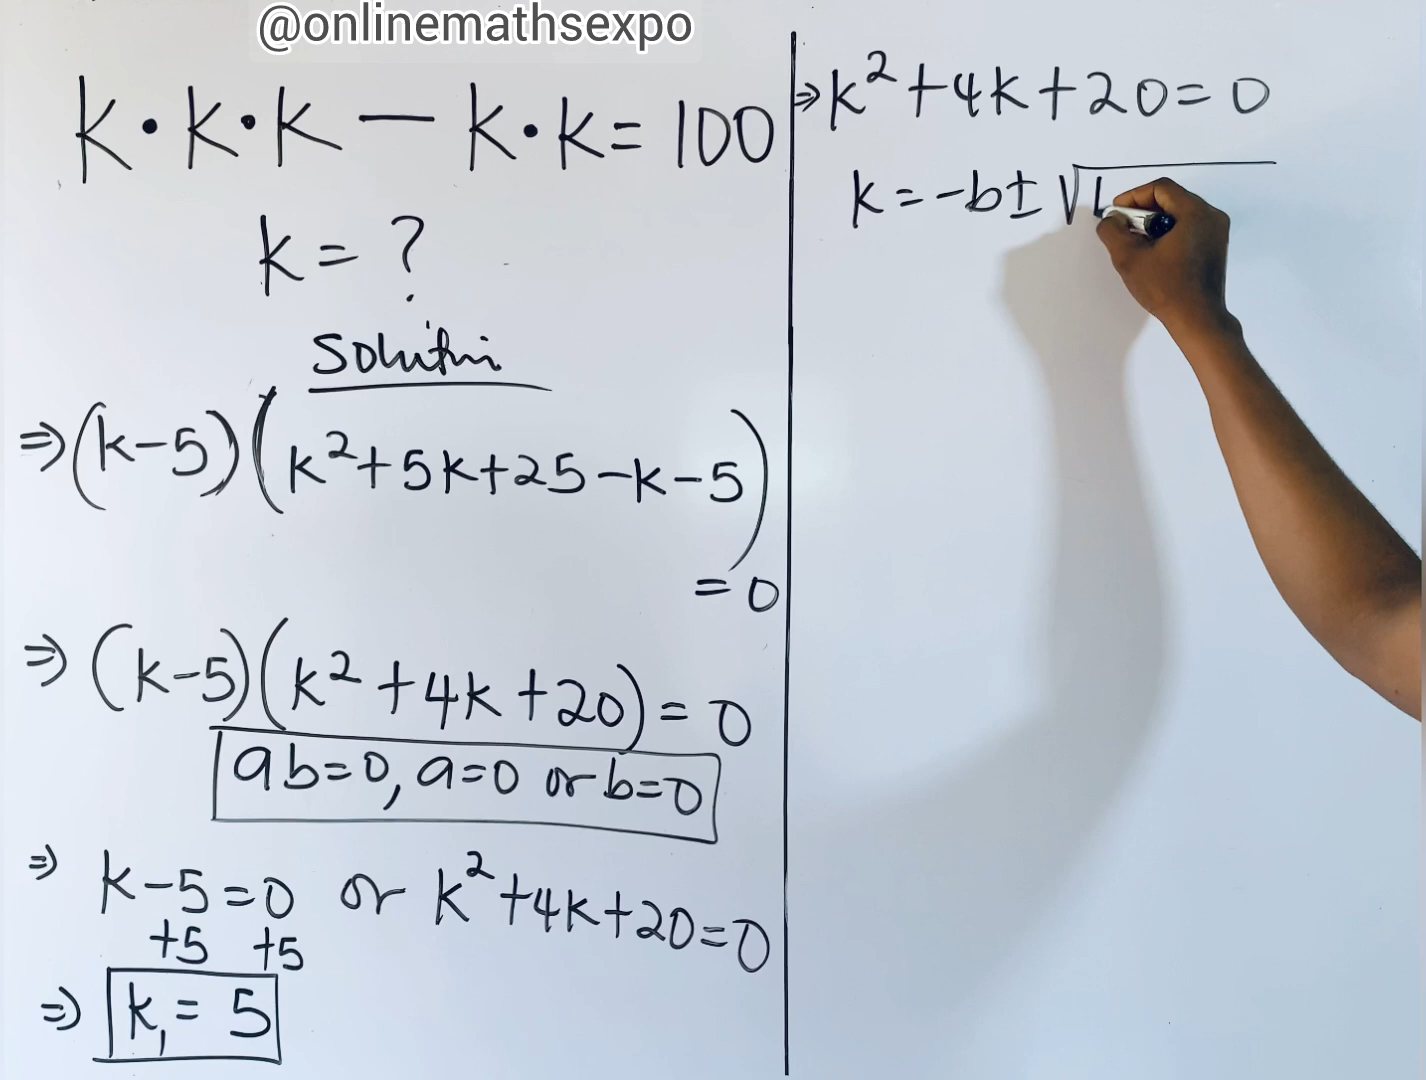 @onlinemathsexpo
k·k·k — k·k = 100
k = ?
Solution
⇒ (k-5)(k²+5k+25-k-5)
= 0
⇒ (k-5)(k²+4k+20) = 0
ab=0, a=0 or b=0
⇒ k-5=0 or k²+4k+20=0
+5 +5
⇒ k₁ = 5
⇒ k²+4k+20=0
k = -b±√